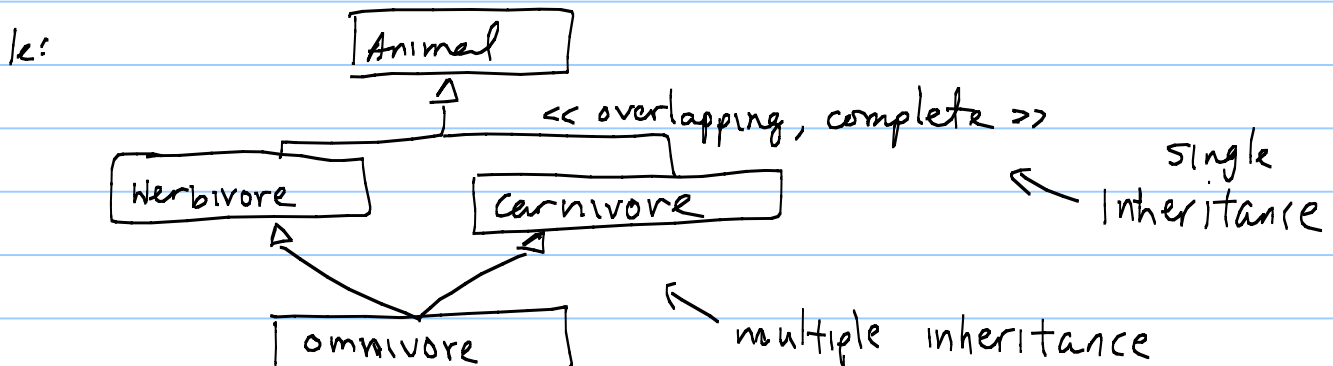 le:
Animal
<< overlapping, complete >>
single
Inheritance
Herbivore
Carnivore
omnivore
multiple inheritance